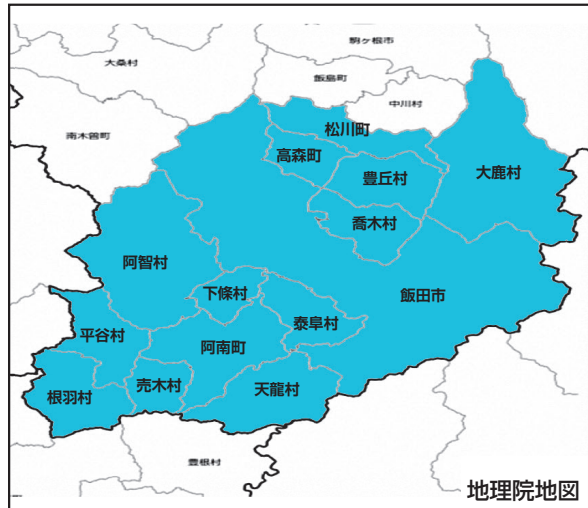 駒ヶ根市
大桑村
飯島町
中川村
南木曽町
松川町
高森町
豊丘村
大鹿村
喬木村
阿智村
下條村
飯田市
泰阜村
平谷村
阿南町
売木村
天龍村
根羽村
豊根村
地理院地図